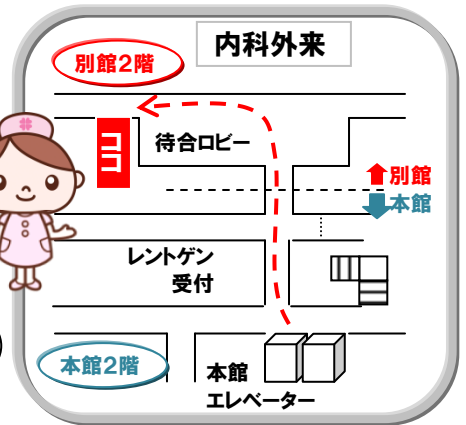 内科外来
別館2階
ココ
待合ロビー
別館
本館
レントゲン
受付
本館2階
本館
エレベーター